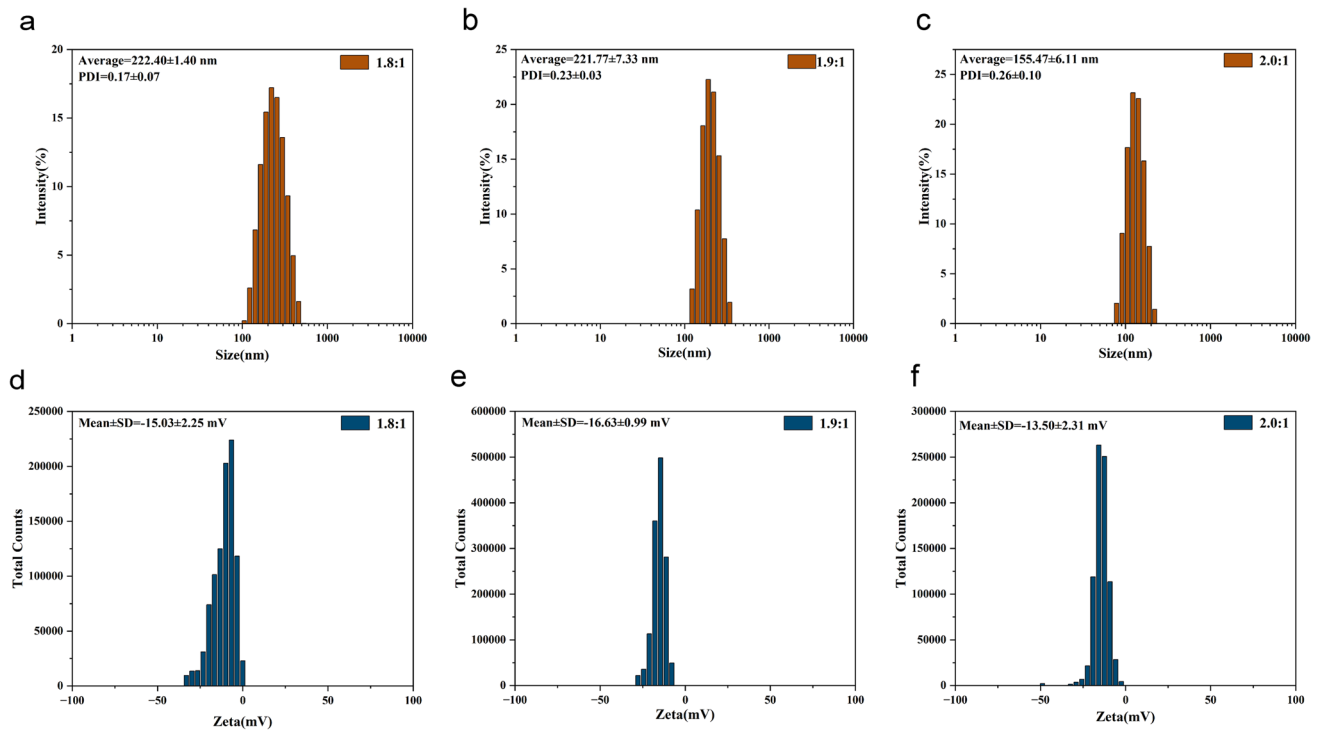 a
Average=222.40±1.40 nm
PDI=0.17±0.07
1.8:1
20
15
10
5
0
Intensity(%)
1
10
100
1000
10000
Size(nm)
b
Average=221.77±7.33 nm
PDI=0.23±0.03
1.9:1
25
20
15
10
5
0
Intensity(%)
1
10
100
1000
10000
Size(nm)
c
Average=155.47±6.11 nm
PDI=0.26±0.10
2.0:1
25
20
15
10
5
0
Intensity(%)
1
10
100
1000
10000
Size(nm)
d
Mean±SD=-15.03±2.25 mV
1.8:1
250000
200000
150000
100000
50000
0
Total Counts
−100
−50
0
50
100
Zeta(mV)
e
Mean±SD=-16.63±0.99 mV
1.9:1
600000
500000
400000
300000
200000
100000
0
Total Counts
−100
−50
0
50
100
Zeta(mV)
f
Mean±SD=-13.50±2.31 mV
2.0:1
300000
250000
200000
150000
100000
50000
0
Total Counts
−100
−50
0
50
100
Zeta(mV)